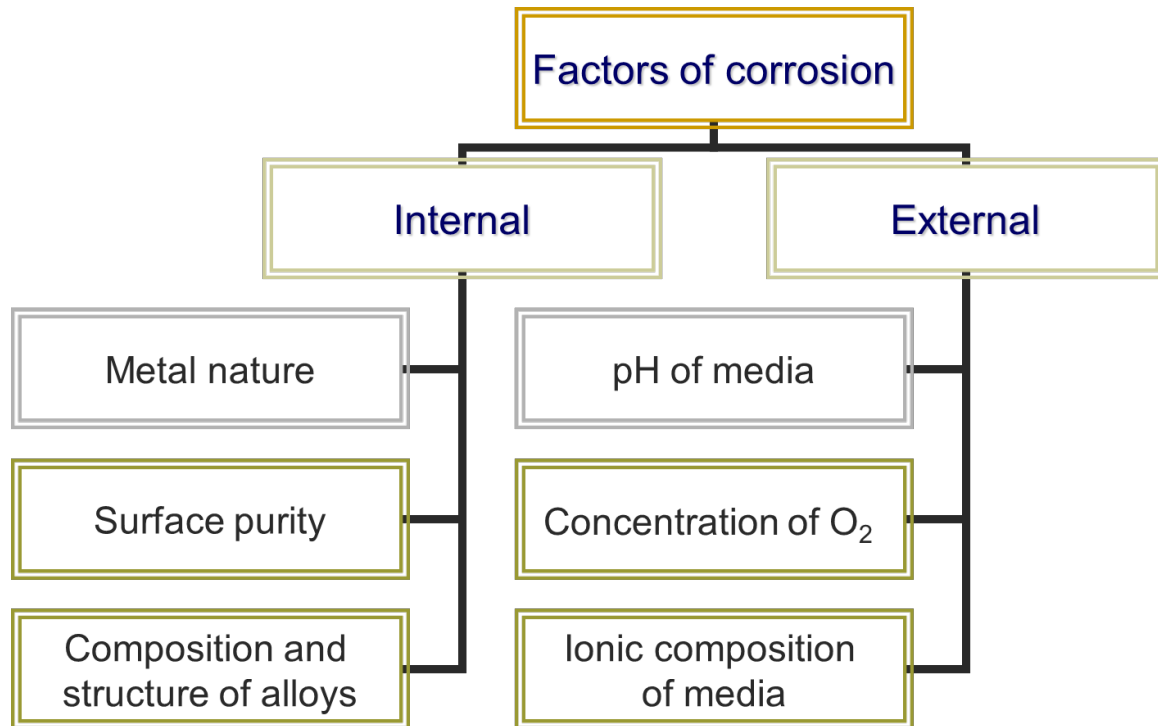 Factors of corrosion
Internal
External
Metal nature
pH of media
Surface purity
Concentration of O₂
Composition and
structure of alloys
Ionic composition
of media